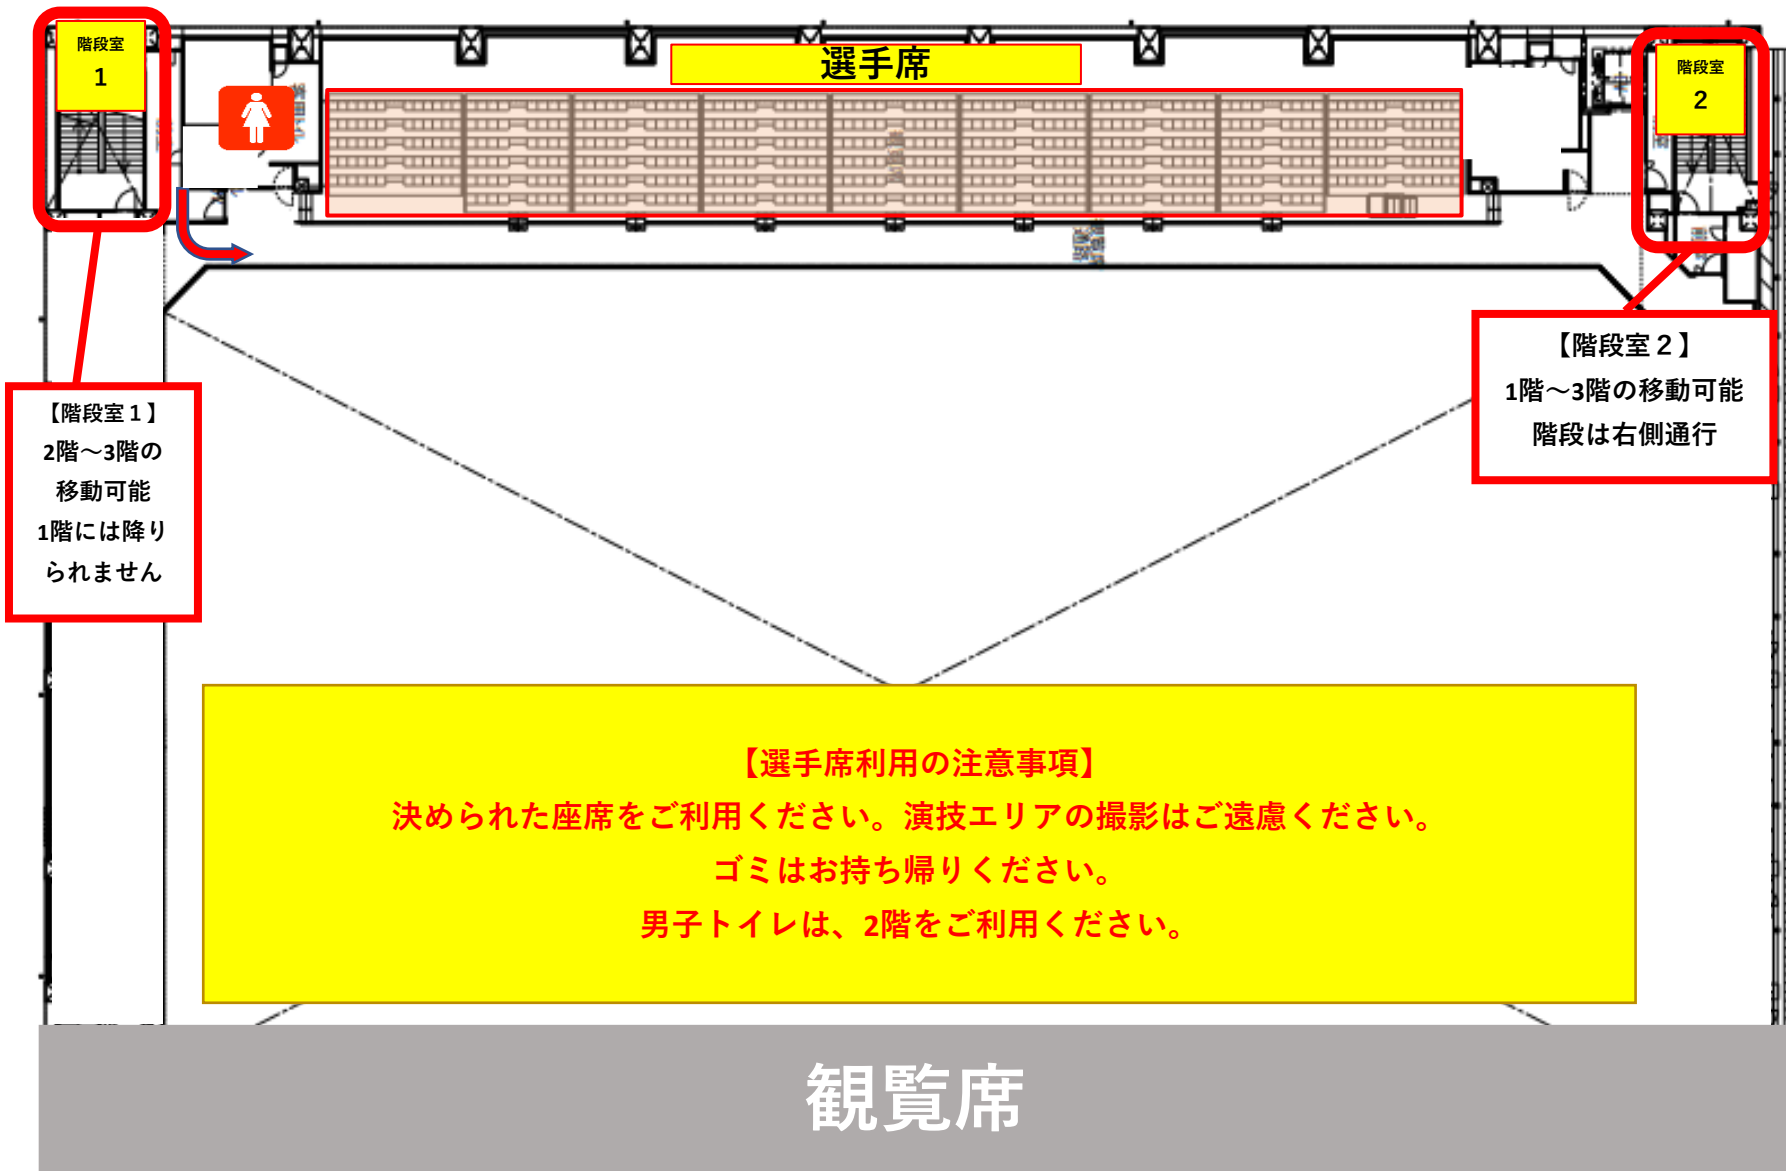 階段室
1
選手席
階段室
2
【階段室１】
2階～3階の
移動可能
1階には降り
られません
【階段室２】
1階～3階の移動可能
階段は右側通行
【選手席利用の注意事項】
決められた座席をご利用ください。演技エリアの撮影はご遠慮ください。
ゴミはお持ち帰りください。
男子トイレは、2階をご利用ください。
観覧席